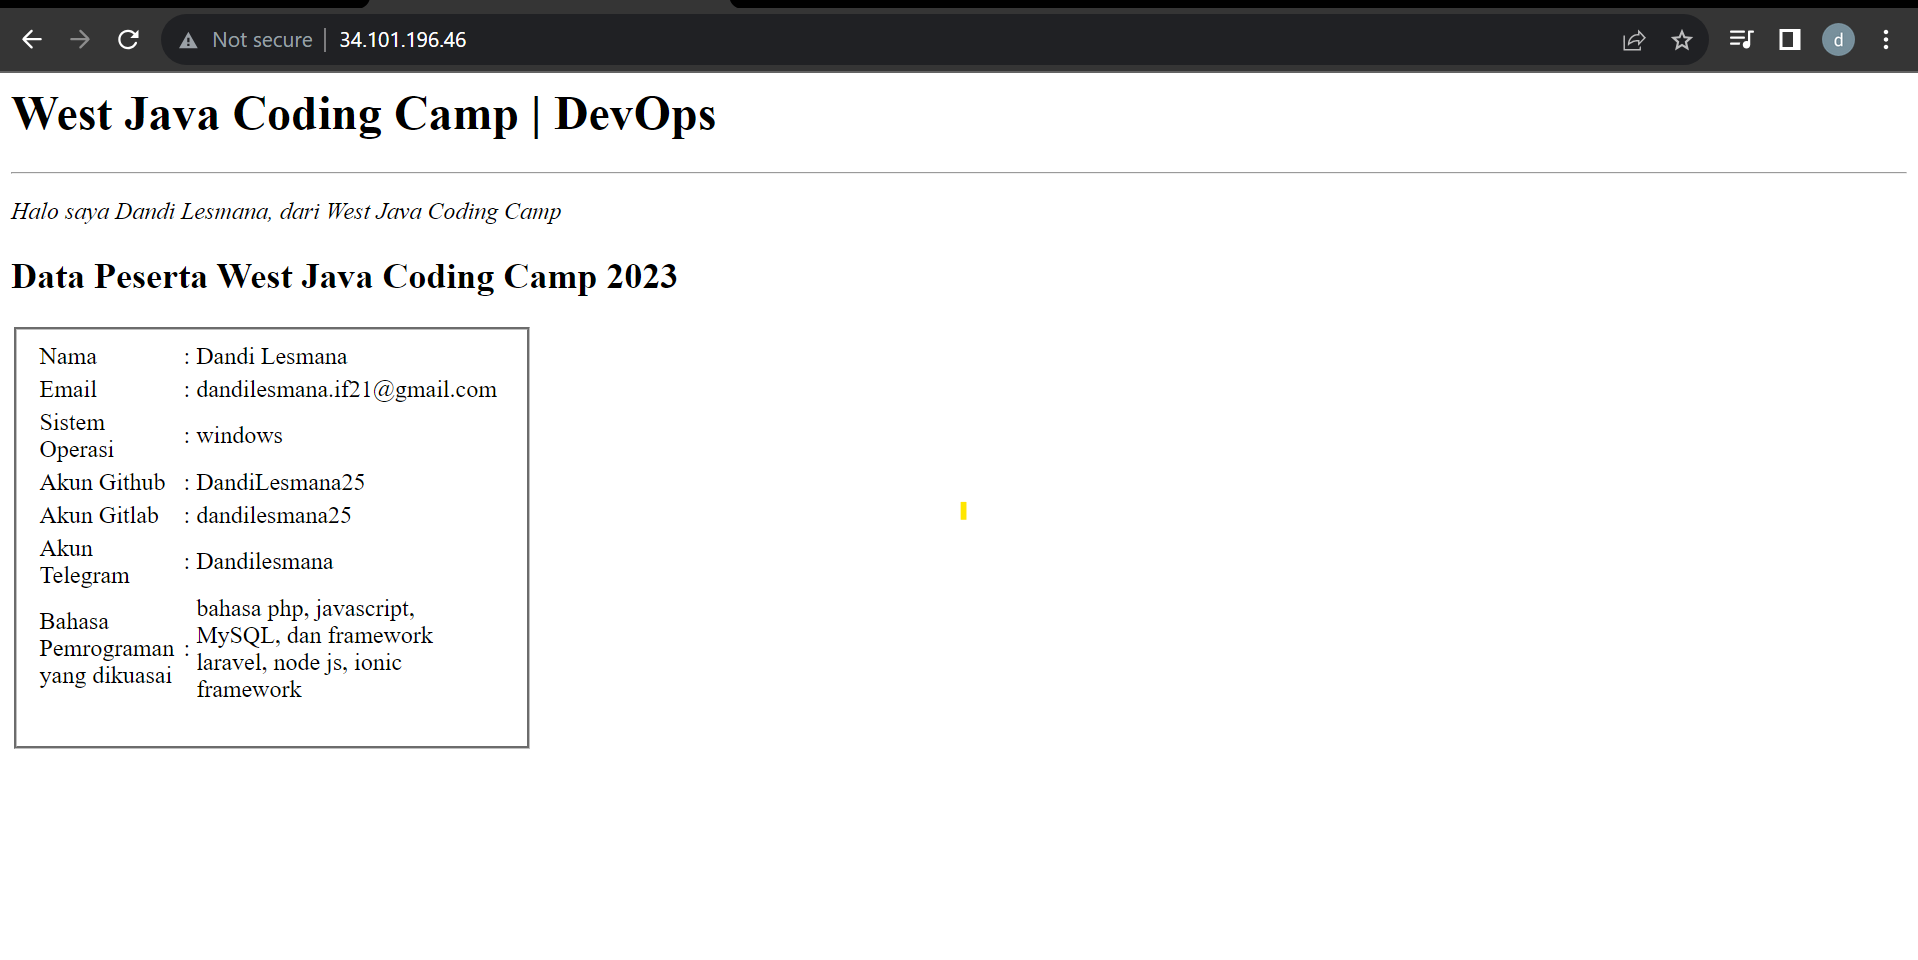 Not secure | 34.101.196.46
d
West Java Coding Camp | DevOps
Halo saya Dandi Lesmana, dari West Java Coding Camp
Data Peserta West Java Coding Camp 2023
Nama : Dandi Lesmana
Email : dandilesmana.if21@gmail.com
Sistem
Operasi
: windows
Akun Github : DandiLesmana25
Akun Gitlab : dandilesmana25
Akun
Telegram
: Dandilesmana
Bahasa
Pemrograman :
yang dikuasai
bahasa php, javascript,
MySQL, dan framework
laravel, node js, ionic
framework